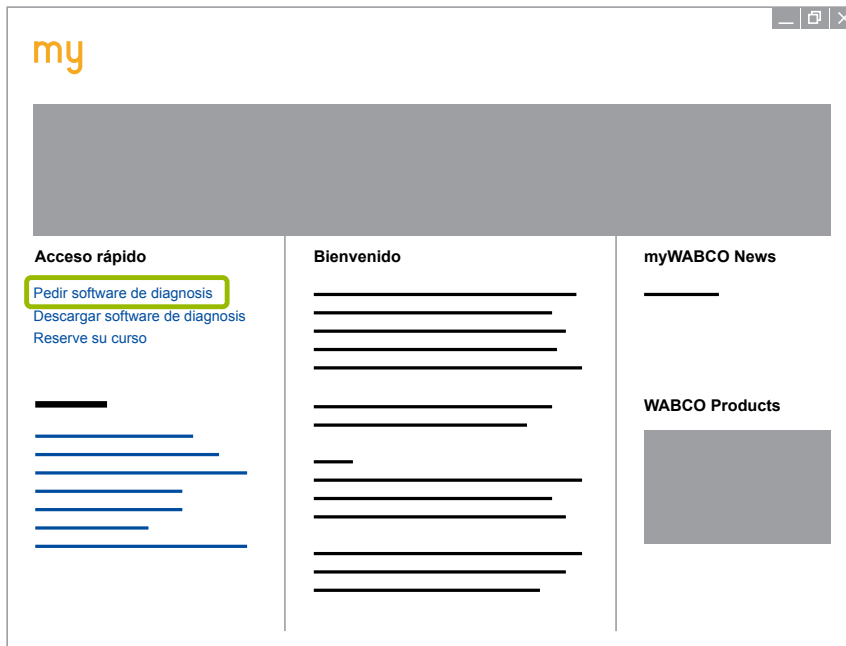 my
Acceso rápido
Pedir software de diagnosis
Descargar software de diagnosis
Reserve su curso
Bienvenido
myWABCO News
WABCO Products